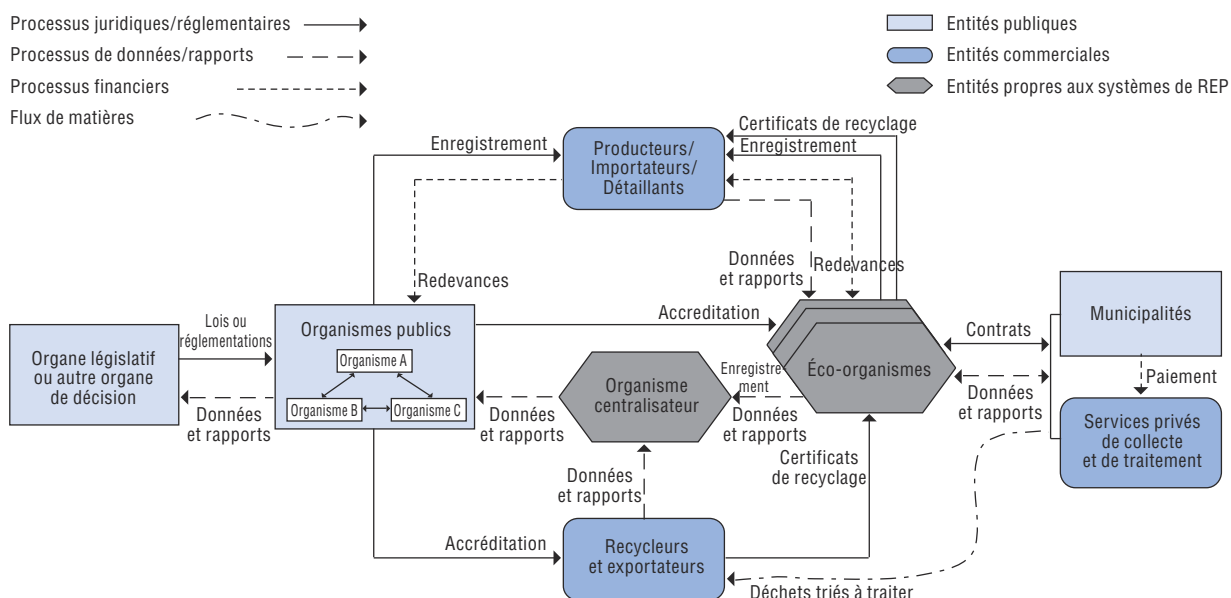 Processus juridiques/réglementaires
Processus de données/rapports
Processus financiers
Flux de matières
Entités publiques
Entités commerciales
Entités propres aux systèmes de REP
Certificats de recyclage
Enregistrement
Enregistrement
Producteurs/
Importateurs/
Détaillants
Redevances
Données
et rapports
Redevances
Lois ou
réglementations
Organe législatif
ou autre organe
de décision
Données
et rapports
Organismes publics
Organisme A
Organisme B
Organisme C
Accreditation
Données
et rapports
Organisme
centralisateur
Enregistre
ment
Données
et rapports
Éco-organismes
Contrats
Données
et rapports
Municipalités
Paiement
Services privés
de collecte
et de traitement
Données
et rapports
Certificats
de recyclage
Accréditation
Recycleurs
et exportateurs
Déchets triés à traiter